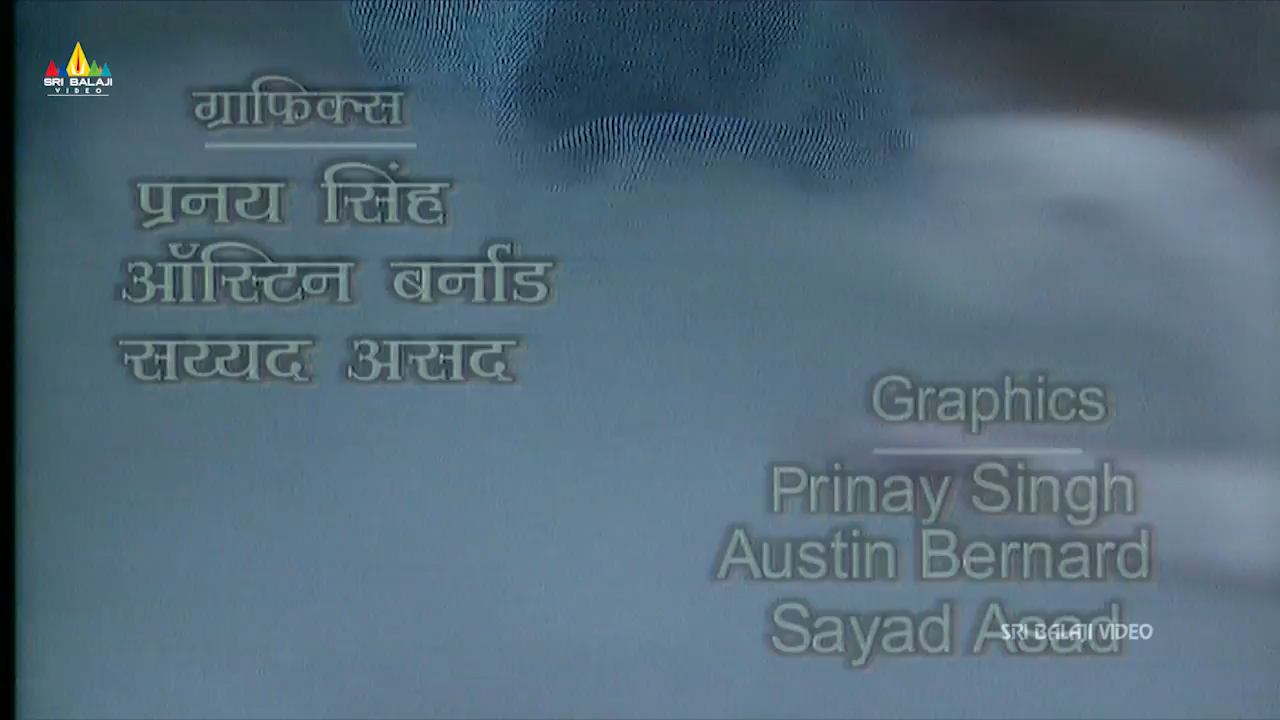 SRI BALAJI
VIDEO
ग्राफिक्स
प्रनय सिंह
ऑस्टिन बर्नाड
सय्यद असद
Graphics
Prinay Singh
Austin Bernard
Sayad Asad
SRI BALAJI VIDEO